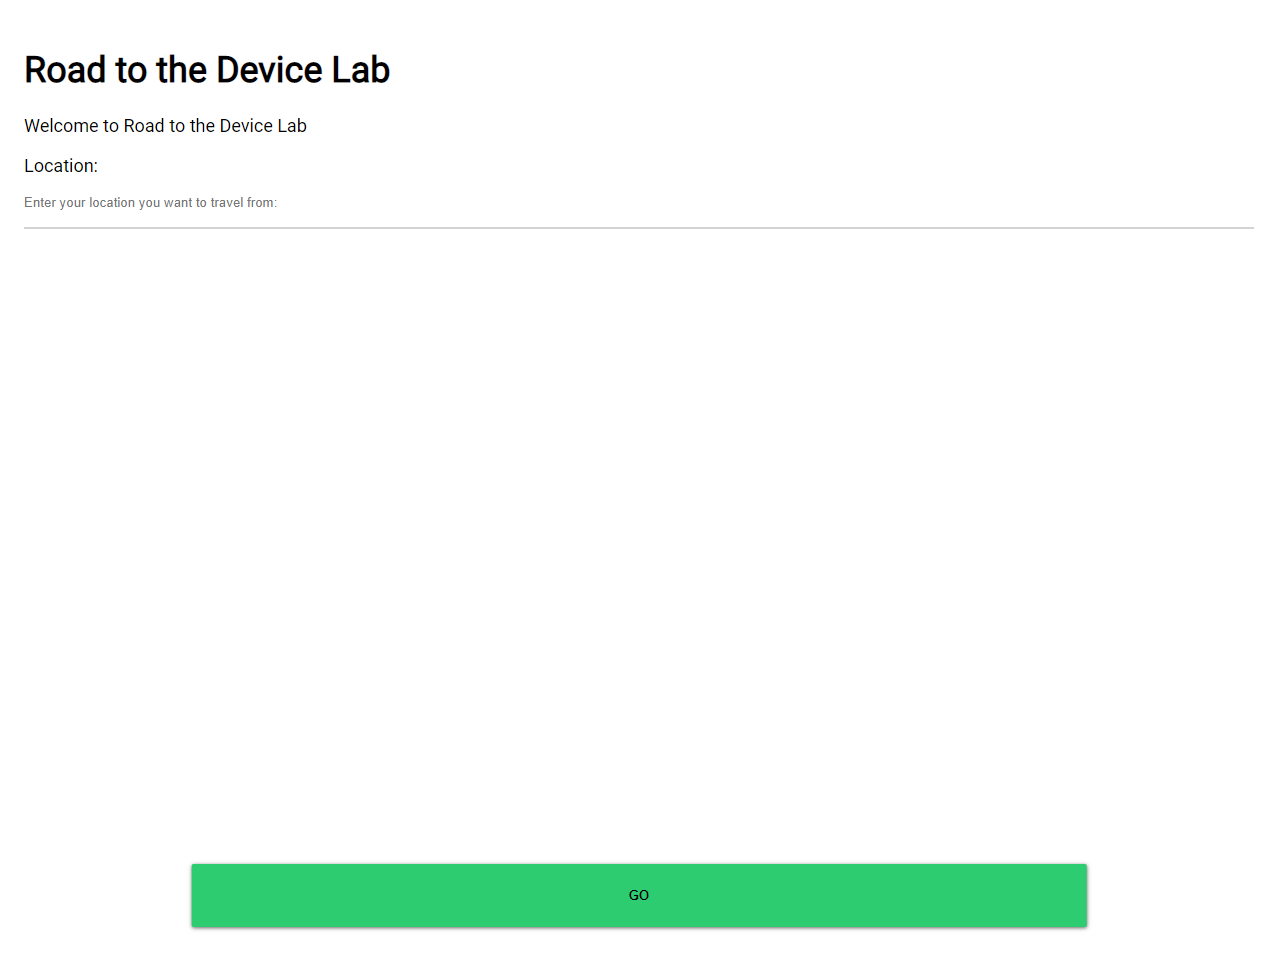 Road to the Device Lab
Welcome to Road to the Device Lab
Location:
Enter your location you want to travel from:
GO